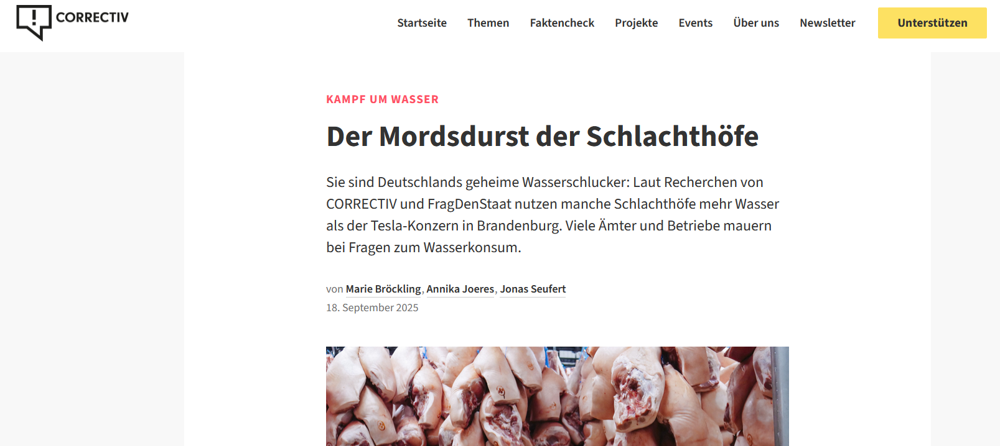 CORRECTIV
Startseite Themen Faktencheck Projekte Events Über uns Newsletter Unterstützen
KAMPF UM WASSER
Der Mordsdurst der Schlachthöfe
Sie sind Deutschlands geheime Wasserschlucker: Laut Recherchen von
CORRECTIV und FragDenStaat nutzen manche Schlachthöfe mehr Wasser
als der Tesla-Konzern in Brandenburg. Viele Ämter und Betriebe mauern
bei Fragen zum Wasserkonsum.
von Marie Bröckling, Annika Joeres, Jonas Seufert
18. September 2025